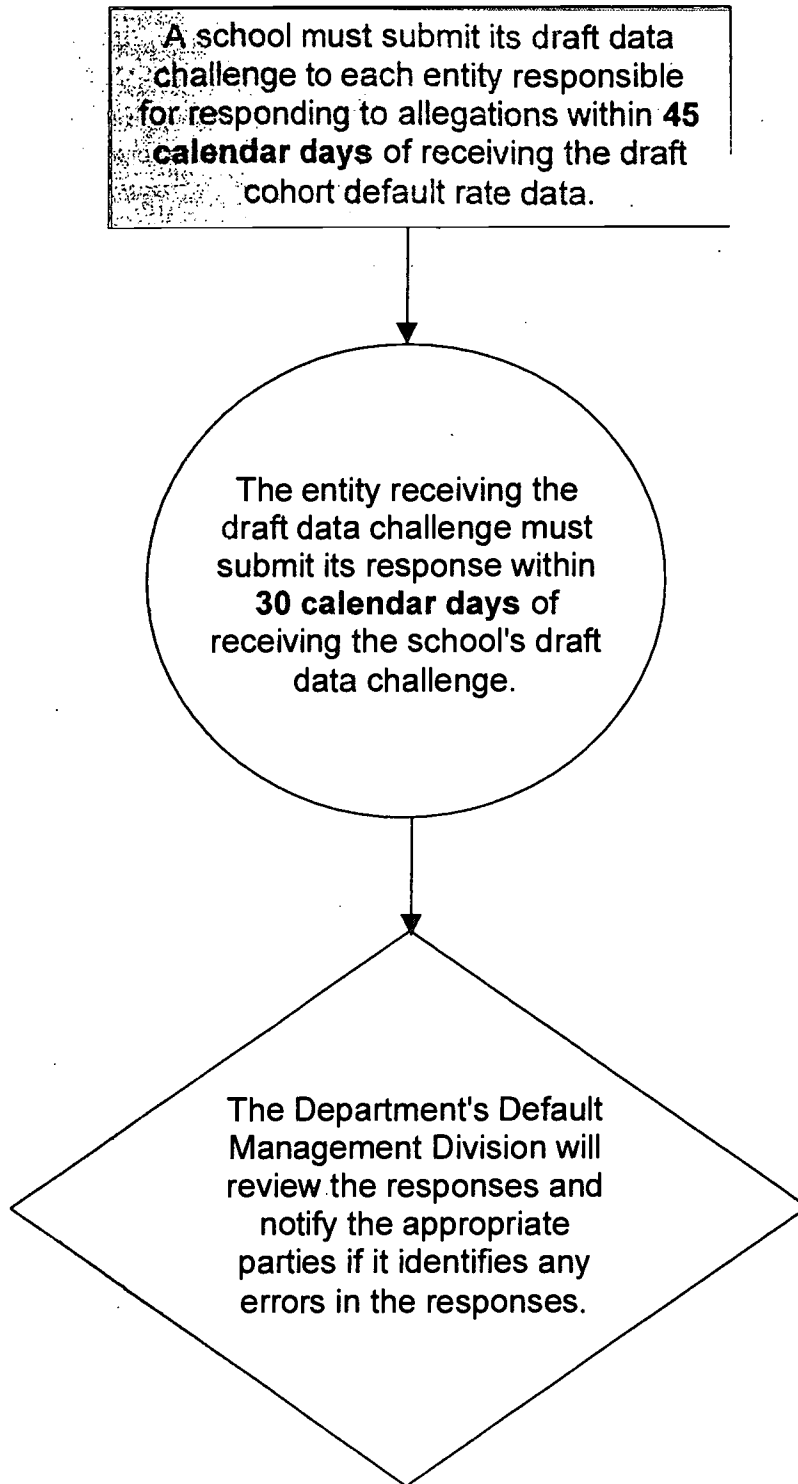 A school must submit its draft data
challenge to each entity responsible
for responding to allegations within 45
calendar days of receiving the draft
cohort default rate data.
The entity receiving the
draft data challenge must
submit its response within
30 calendar days of
receiving the school's draft
data challenge.
The Department's Default
Management Division will
review the responses and
notify the appropriate
parties if it identifies any
errors in the responses.